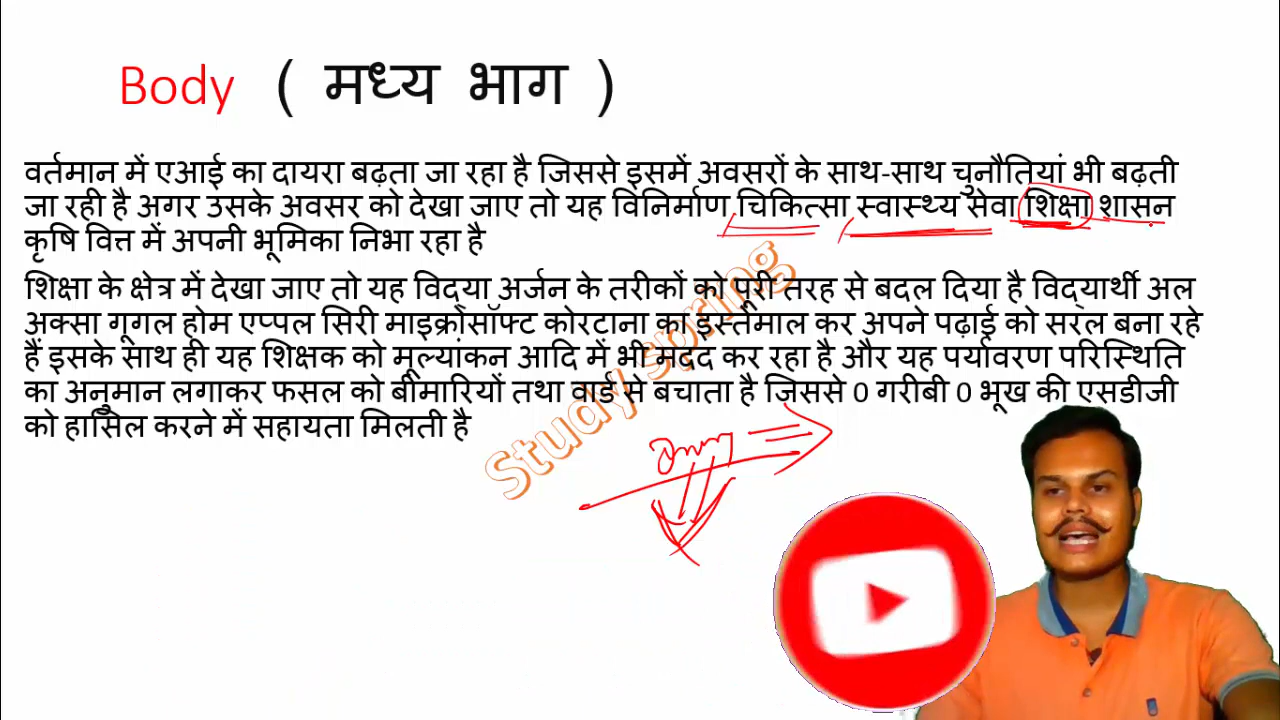 Body ( मध्य भाग )
वर्तमान में एआई का दायरा बढ़ता जा रहा है जिससे इसमें अवसरों के साथ-साथ चुनौतियां भी बढ़ती
जा रही है अगर उसके अवसर को देखा जाए तो यह विनिर्माण चिकित्सा स्वास्थ्य सेवा शिक्षा शासन
कृषि वित्त में अपनी भूमिका निभा रहा है
शिक्षा के क्षेत्र में देखा जाए तो यह विद्या अर्जन के तरीकों को पूरी तरह से बदल दिया है विद्यार्थी अल
अक्सा गूगल होम एप्पल सिरी माइक्रोसॉफ्ट कोरटाना का इस्तेमाल कर अपने पढ़ाई को सरल बना रहे
हैं इसके साथ ही यह शिक्षक को मूल्यांकन आदि में भी मदद कर रहा है और यह पर्यावरण परिस्थिति
का अनुमान लगाकर फसल को बीमारियों तथा वार्ड से बचाता है जिससे 0 गरीबी 0 भूख की एसडीजी
को हासिल करने में सहायता मिलती है
Study spring